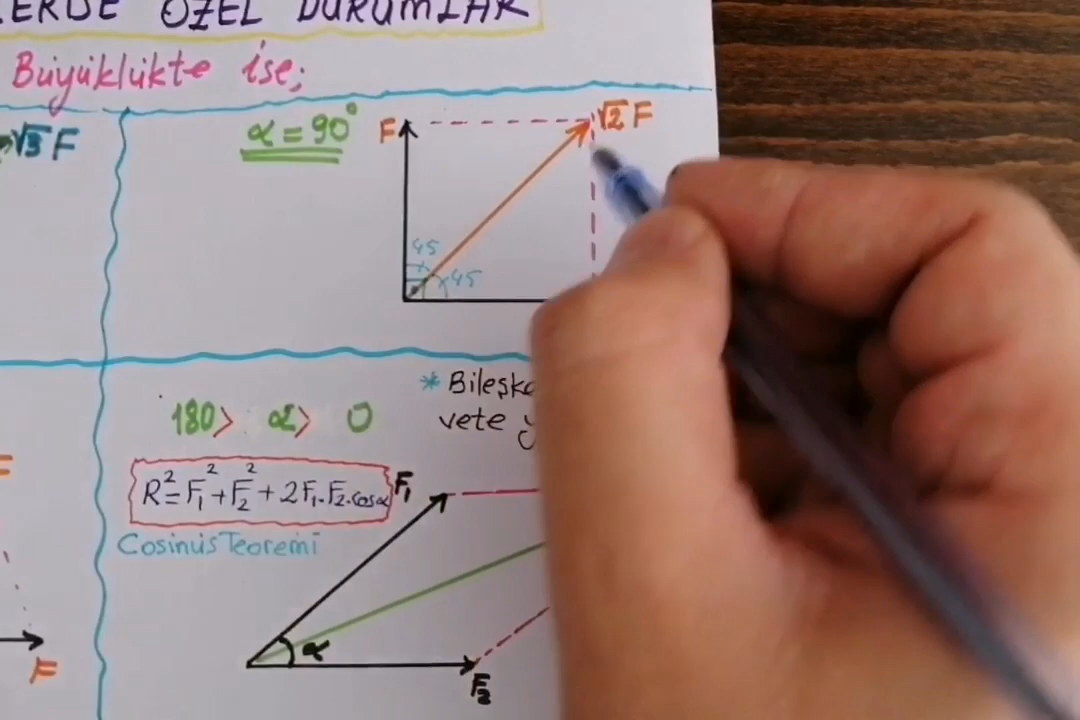 ÖZEL DURUMLAR
Büyüklükte ise;
√3 F
α = 90°
F
√2 F
45
45
180> α> 0
* Bileşke
vete
R²=F₁²+F₂²+2F₁.F₂.cosα
F₁
Cosinüs Teoremi
α
F
F₂